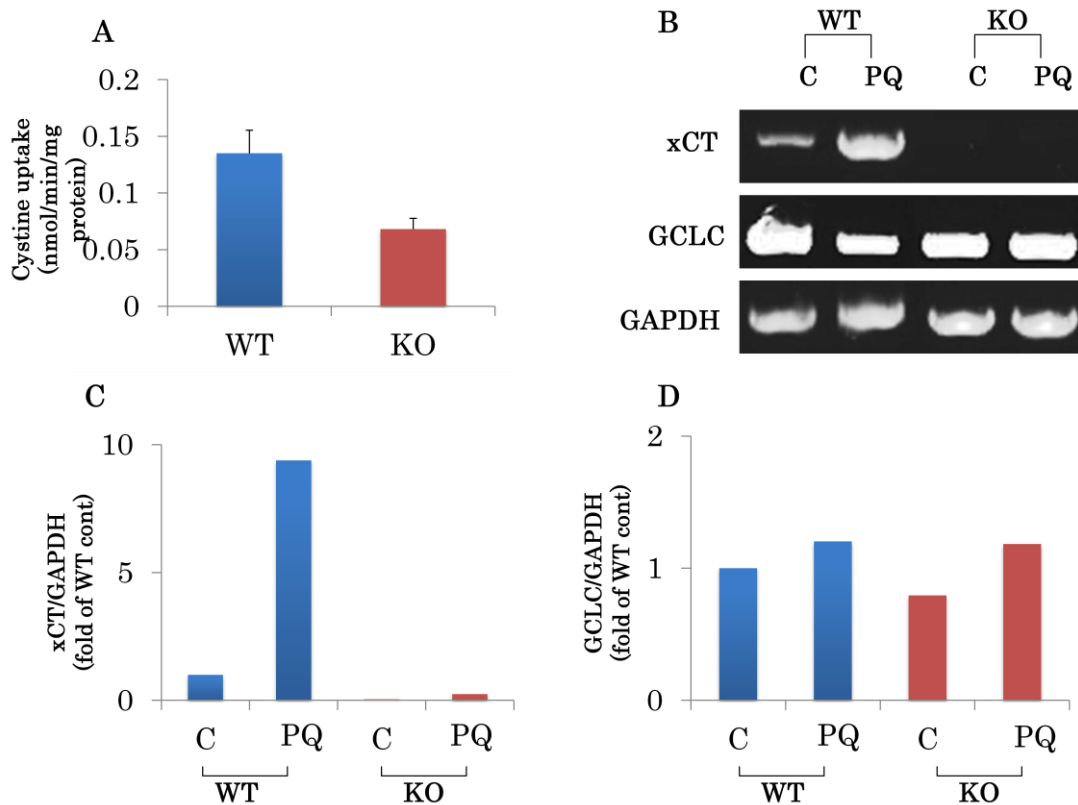 A
Cystine uptake
(nmol/min/mg
protein)
0.2
0.15
0.1
0.05
0
WT
KO
B
WT
KO
C
PQ
C
PQ
xCT
GCLC
GAPDH
C
xCT/GAPDH
(fold of WT cont)
10
5
0
C
PQ
C
PQ
WT
KO
D
GCLC/GAPDH
(fold of WT cont)
2
1
0
C
PQ
C
PQ
WT
KO